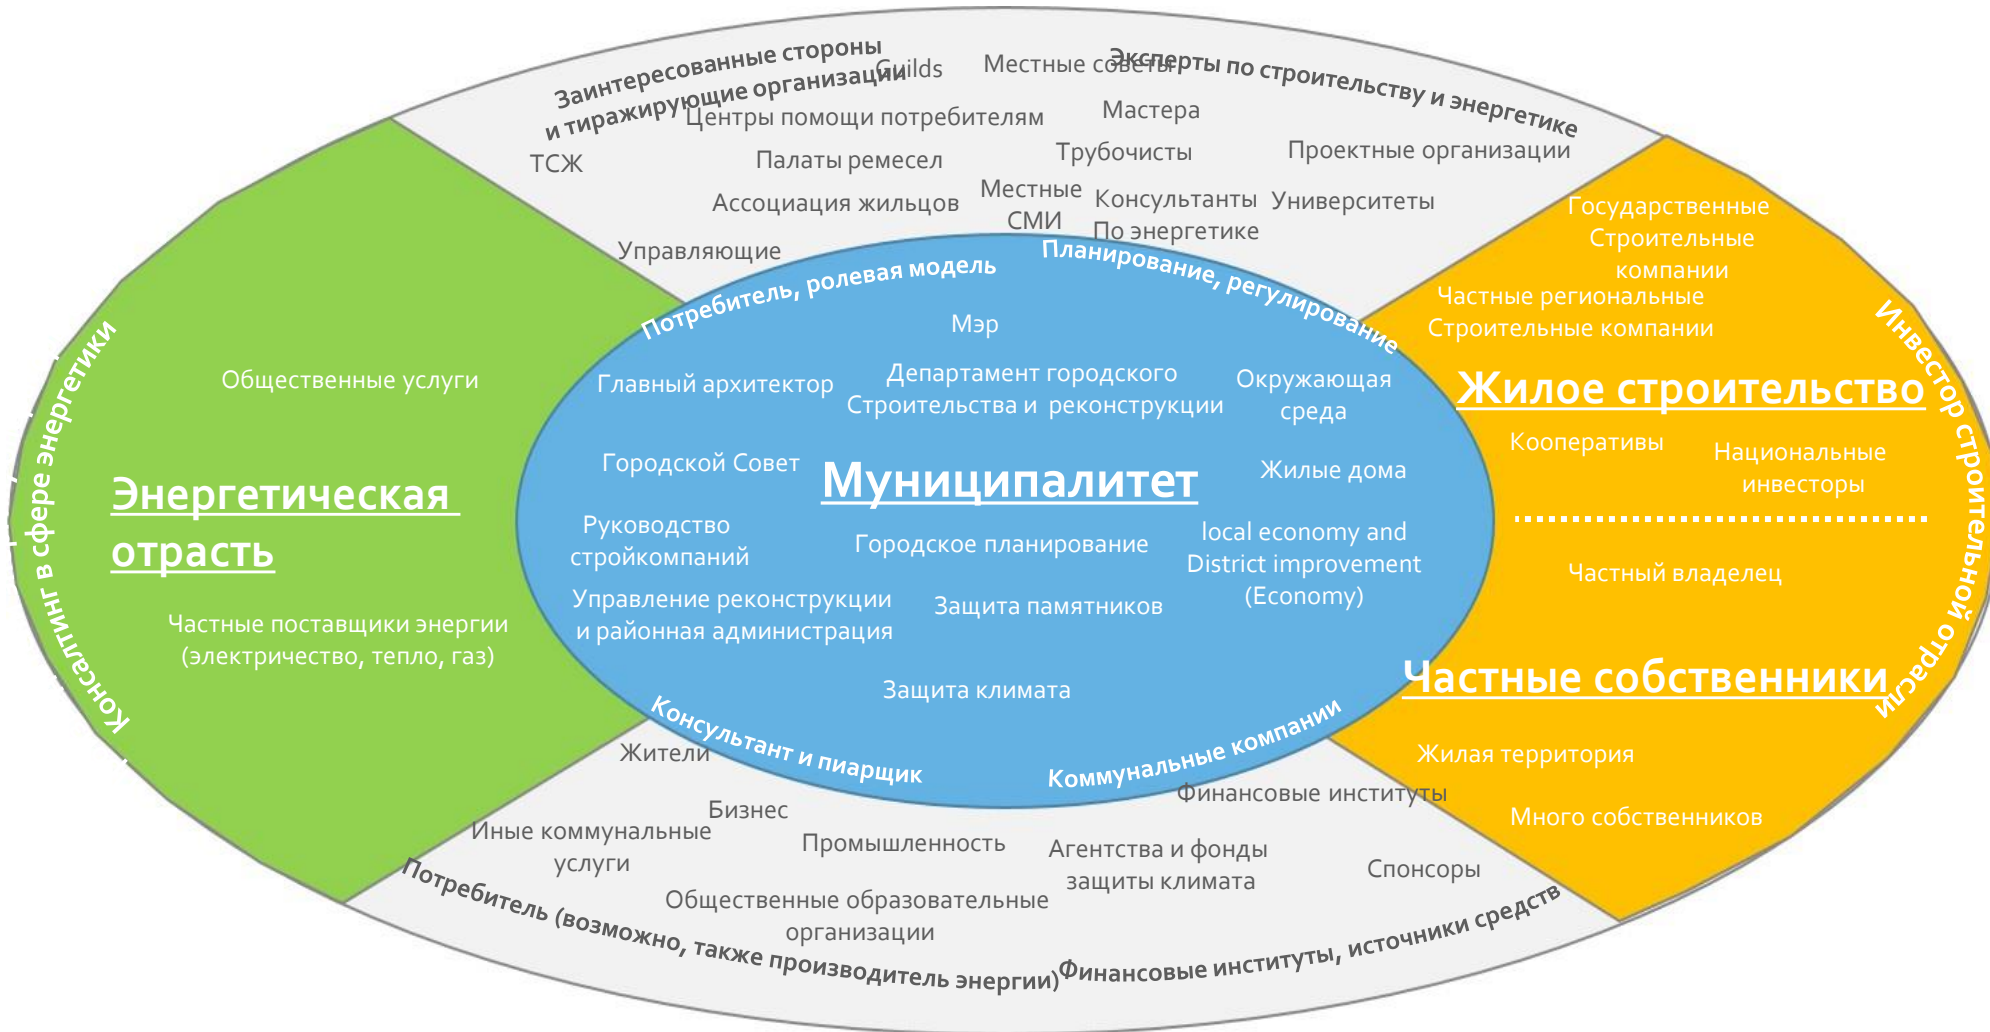 Заинтересованные стороны
и тиражирующие организации
Guilds
Местные советы
Эксперты по строительству и энергетике
Центры помощи потребителям
Мастера
ТСЖ
Палаты ремесел
Трубочисты
Проектные организации
Ассоциация жильцов
Местные
СМИ
Консультанты
По энергетике
Университеты
Управляющие
Государственные
Строительные
компании
Частные региональные
Строительные компании
Жилое строительство
Кооперативы
Национальные
инвесторы
Частный владелец
Частные собственники
Жилая территория
Много собственников
Инвестор строительной отрасли
Потребитель, ролевая модель
Планирование, регулирование
Мэр
Главный архитектор
Департамент городского
Строительства и реконструкции
Окружающая
среда
Городской Совет
Муниципалитет
Жилые дома
Руководство
стройкомпаний
Городское планирование
local economy and
District improvement
(Economy)
Управление реконструкции
и районная администрация
Защита памятников
Защита климата
Консультант и пиарщик
Коммунальные компании
Консалтинг в сфере энергетики
Общественные услуги
Энергетическая
отрасть
Частные поставщики энергии
(электричество, тепло, газ)
Жители
Бизнес
Финансовые институты
Иные коммунальные
услуги
Промышленность
Агентства и фонды
защиты климата
Спонсоры
Общественные образовательные
организации
Потребитель (возможно, также производитель энергии)
Финансовые институты, источники средств